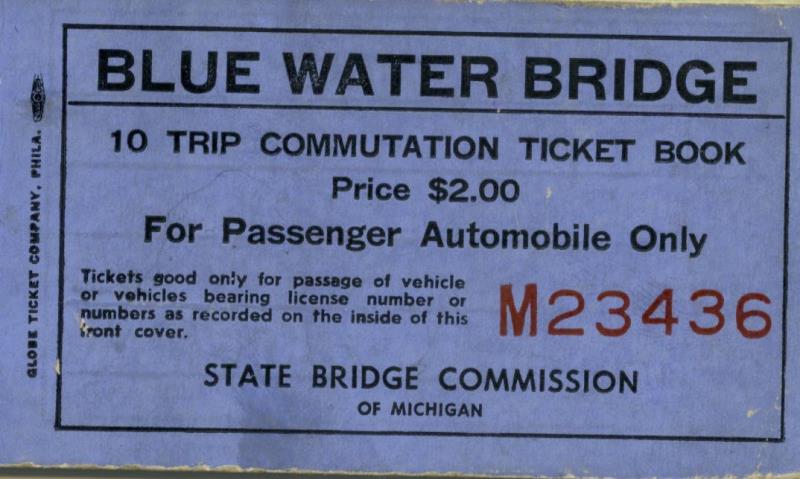 BLUE WATER BRIDGE
10 TRIP COMMUTATION TICKET BOOK
Price $2.00
For Passenger Automobile Only
Tickets good only for passage of vehicle
or vehicles bearing license number or
numbers as recorded on the inside of this
front cover.
M23436
STATE BRIDGE COMMISSION
OF MICHIGAN
GLOBE TICKET COMPANY, PHILA.